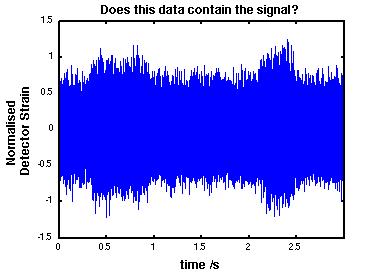 Does this data contain the signal?
1.5
1
0.5
0
-0.5
-1
-1.5
Normalised
Detector Strain
0 0.5 1 1.5 2 2.5
time /s